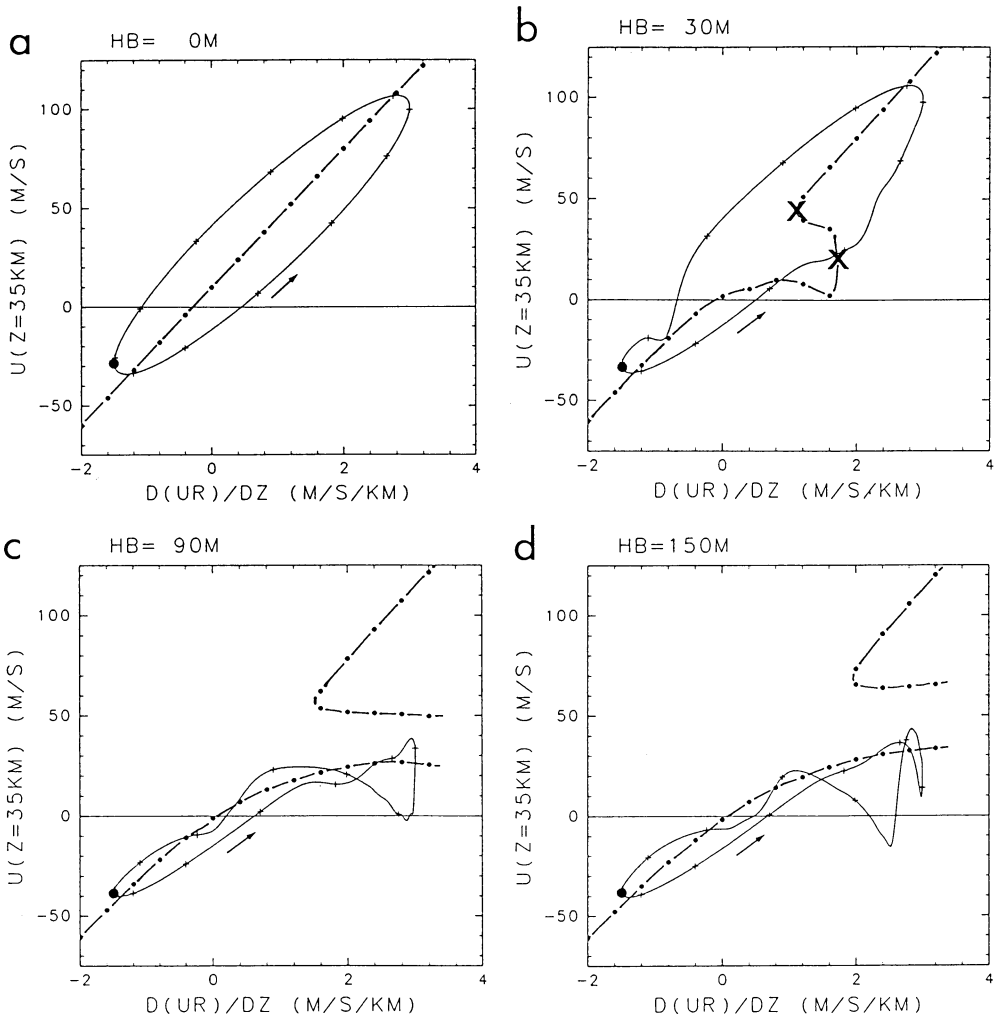 a
HB= 0M
U(Z=35KM) (M/S)
100
50
0
-50
-2
0
2
4
D(UR)/DZ (M/S/KM)
b
HB= 30M
U(Z=35KM) (M/S)
100
50
0
-50
X
X
-2
0
2
4
D(UR)/DZ (M/S/KM)
c
HB= 90M
U(Z=35KM) (M/S)
100
50
0
-50
-2
0
2
4
D(UR)/DZ (M/S/KM)
d
HB=150M
U(Z=35KM) (M/S)
100
50
0
-50
-2
0
2
4
D(UR)/DZ (M/S/KM)